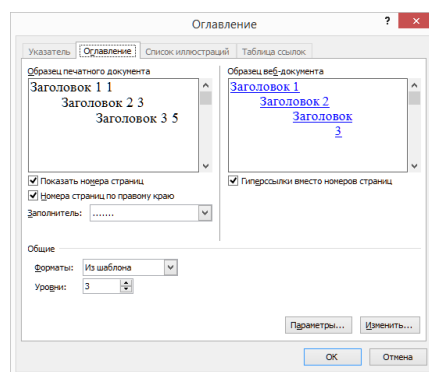 Оглавление
?
Указатель Оглавление Список иллюстраций Таблица ссылок
Образец печатного документа
Заголовок 1 1
Заголовок 2 3
Заголовок 3 5
Образец веб-документа
Заголовок 1
Заголовок 2
Заголовок
3
Показать номера страниц
Номера страниц по правому краю
Заполнитель: .......
Гиперссылки вместо номеров страниц
Общие
Форматы: Из шаблона
Уровни: 3
Параметры... Изменить...
ОК Отмена